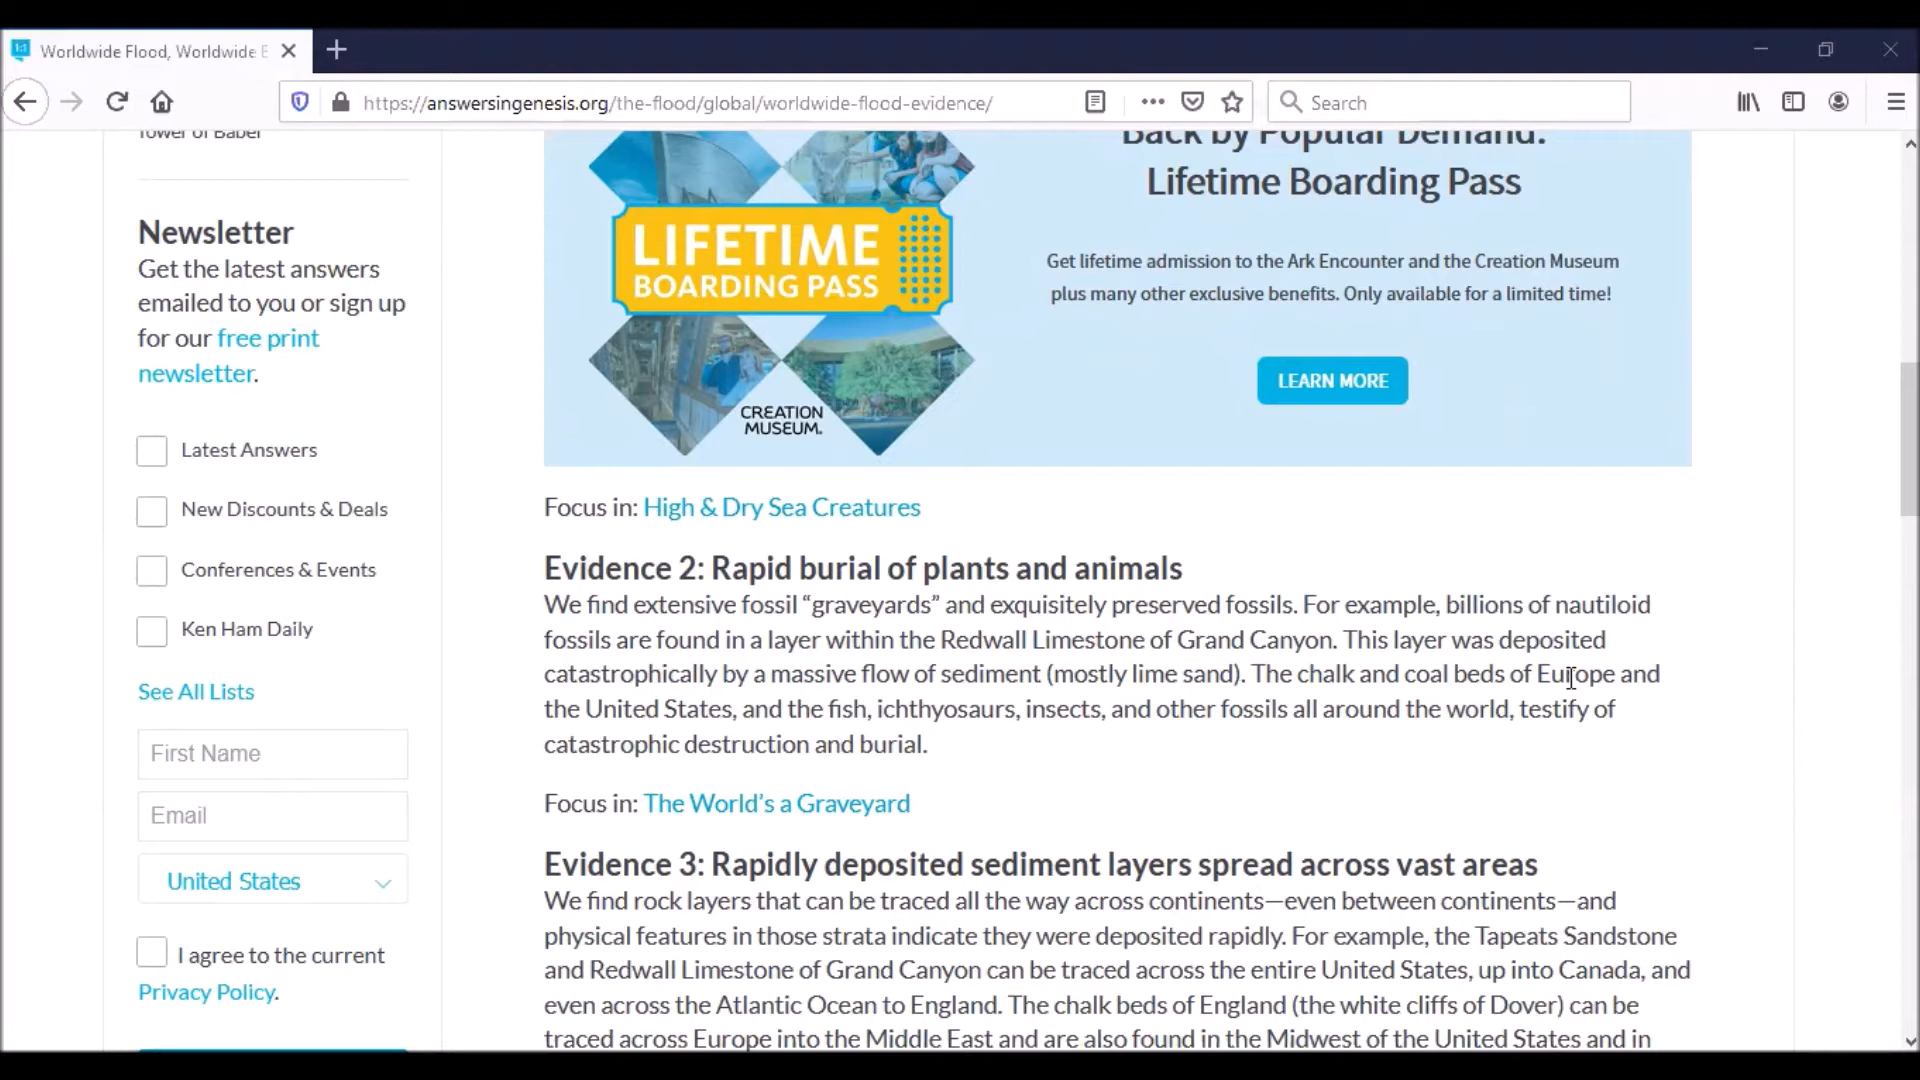 Worldwide Flood, Worldwide E
https://answersingenesis.org/the-flood/global/worldwide-flood-evidence/
Search
Tower of Babel
Newsletter
Get the latest answers
emailed to you or sign up
for our free print
newsletter.
Latest Answers
New Discounts & Deals
Conferences & Events
Ken Ham Daily
See All Lists
First Name
Email
United States
I agree to the current
Privacy Policy.
LIFETIME
BOARDING PASS
CREATION
MUSEUM.
Back by Popular Demand:
Lifetime Boarding Pass
Get lifetime admission to the Ark Encounter and the Creation Museum
plus many other exclusive benefits. Only available for a limited time!
LEARN MORE
Focus in: High & Dry Sea Creatures
Evidence 2: Rapid burial of plants and animals
We find extensive fossil “graveyards” and exquisitely preserved fossils. For example, billions of nautiloid
fossils are found in a layer within the Redwall Limestone of Grand Canyon. This layer was deposited
catastrophically by a massive flow of sediment (mostly lime sand). The chalk and coal beds of Europe and
the United States, and the fish, ichthyosaurs, insects, and other fossils all around the world, testify of
catastrophic destruction and burial.
Focus in: The World’s a Graveyard
Evidence 3: Rapidly deposited sediment layers spread across vast areas
We find rock layers that can be traced all the way across continents—even between continents—and
physical features in those strata indicate they were deposited rapidly. For example, the Tapeats Sandstone
and Redwall Limestone of Grand Canyon can be traced across the entire United States, up into Canada, and
even across the Atlantic Ocean to England. The chalk beds of England (the white cliffs of Dover) can be
traced across Europe into the Middle East and are also found in the Midwest of the United States and in